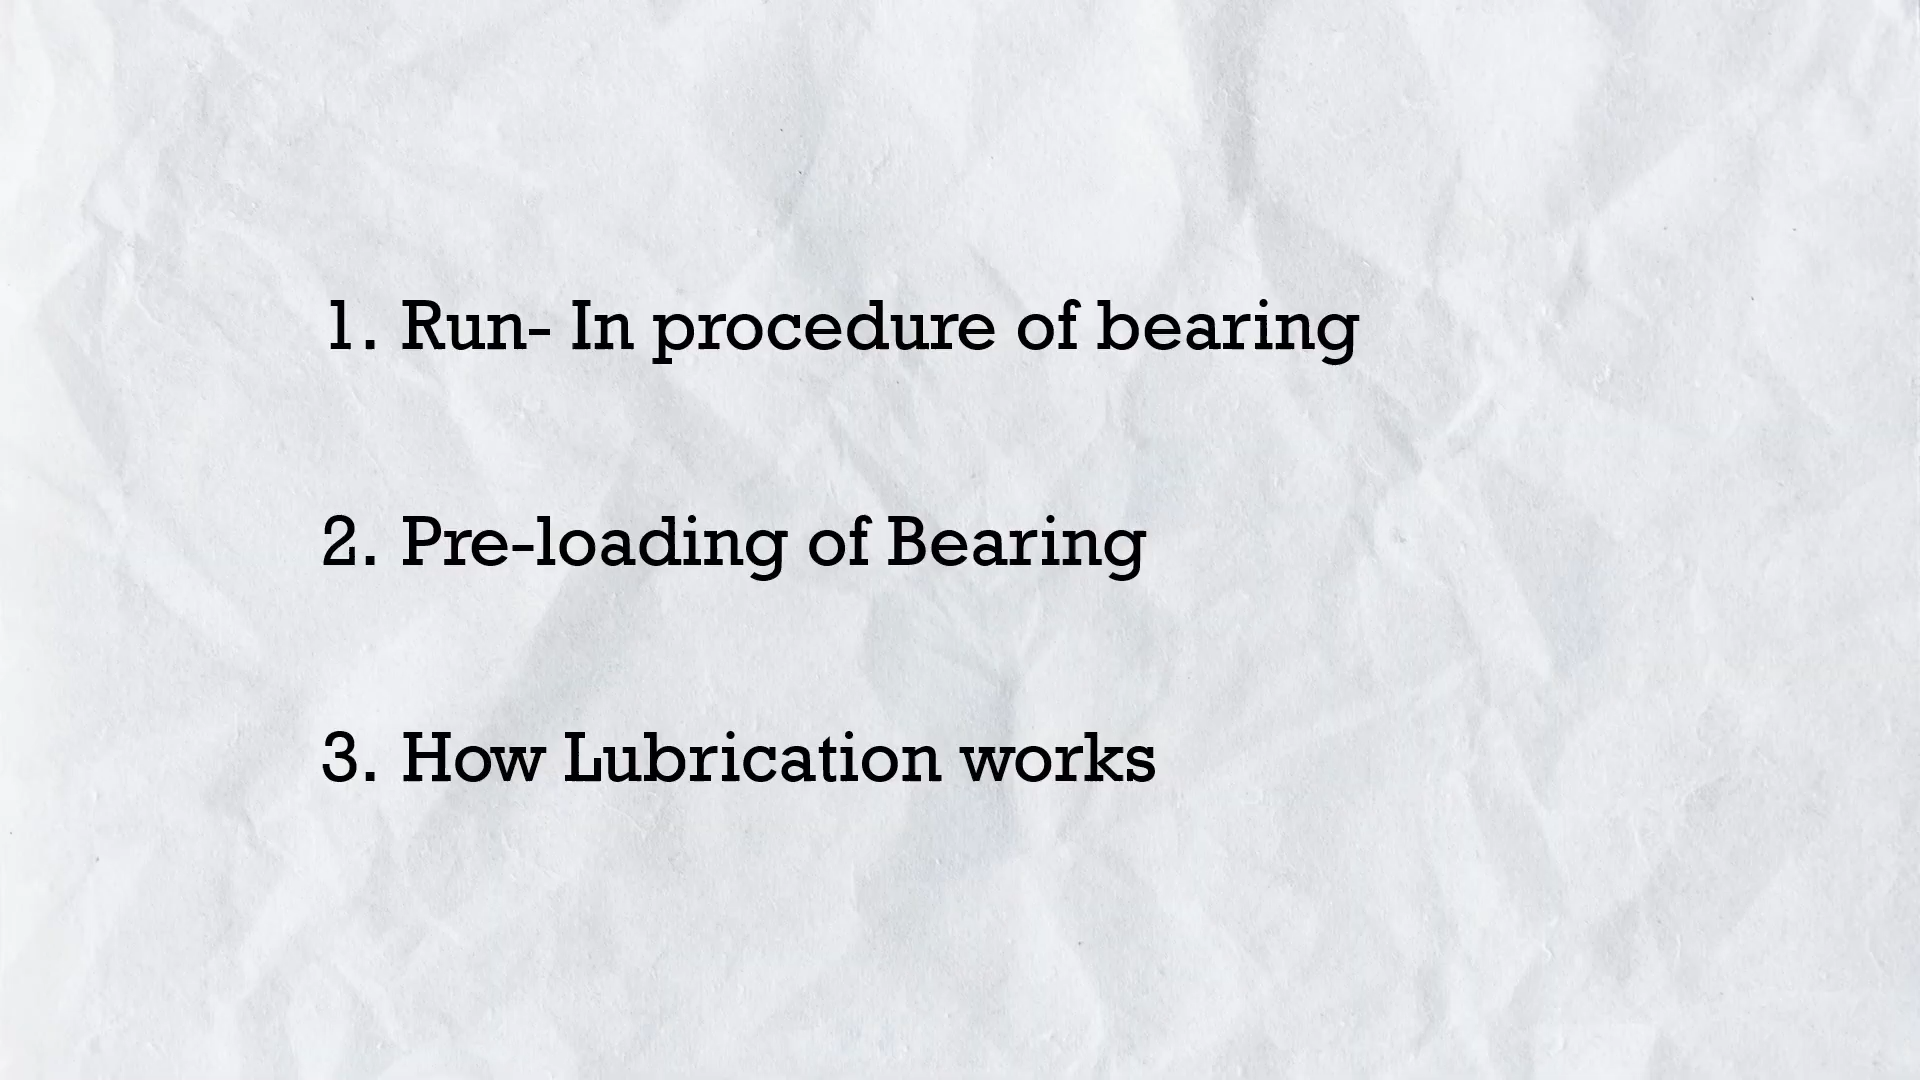 1. Run- In procedure of bearing
2. Pre-loading of Bearing
3. How Lubrication works